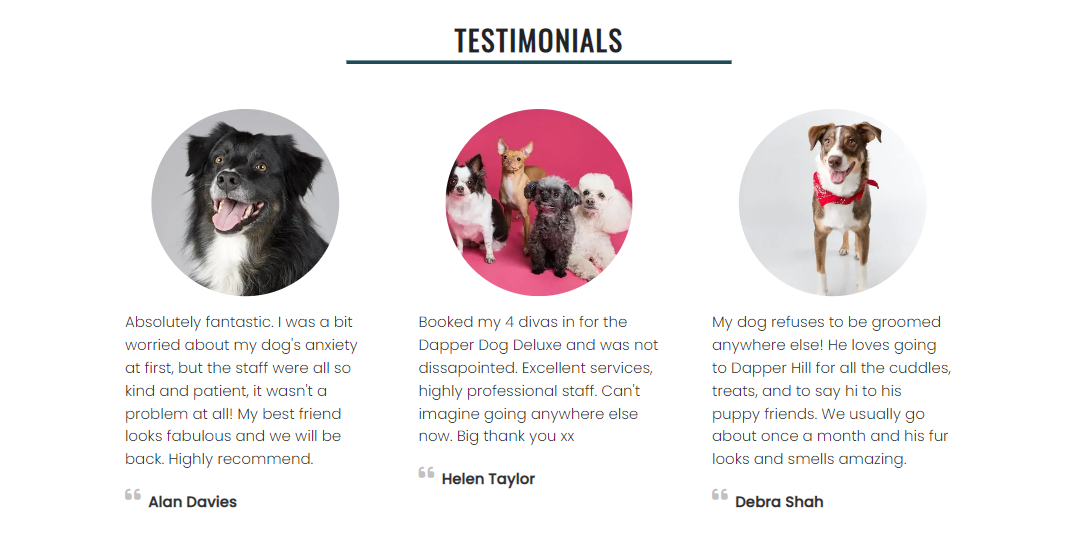 TESTIMONIALS
Absolutely fantastic. I was a bit
worried about my dog's anxiety
at first, but the staff were all so
kind and patient, it wasn't a
problem at all! My best friend
looks fabulous and we will be
back. Highly recommend.
“ Alan Davies
Booked my 4 divas in for the
Dapper Dog Deluxe and was not
dissapointed. Excellent services,
highly professional staff. Can't
imagine going anywhere else
now. Big thank you xx
“ Helen Taylor
My dog refuses to be groomed
anywhere else! He loves going
to Dapper Hill for all the cuddles,
treats, and to say hi to his
puppy friends. We usually go
about once a month and his fur
looks and smells amazing.
“ Debra Shah